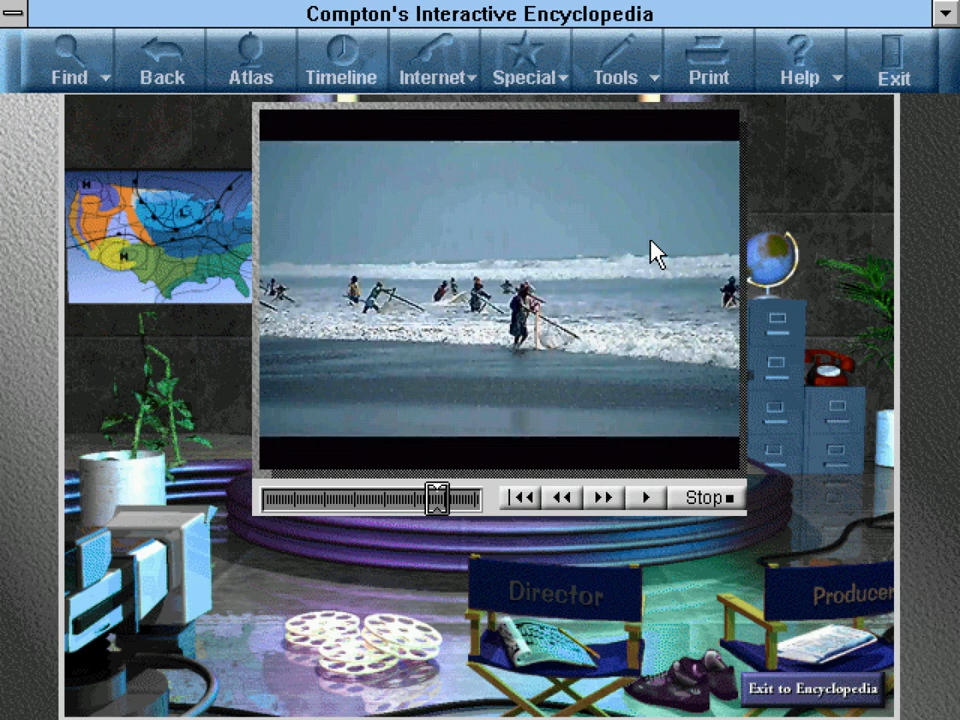 Compton's Interactive Encyclopedia
Find Back Atlas Timeline Internet Special Tools Print Help Exit
H
L
H
Stop
Director
Producer
Exit to Encyclopedia